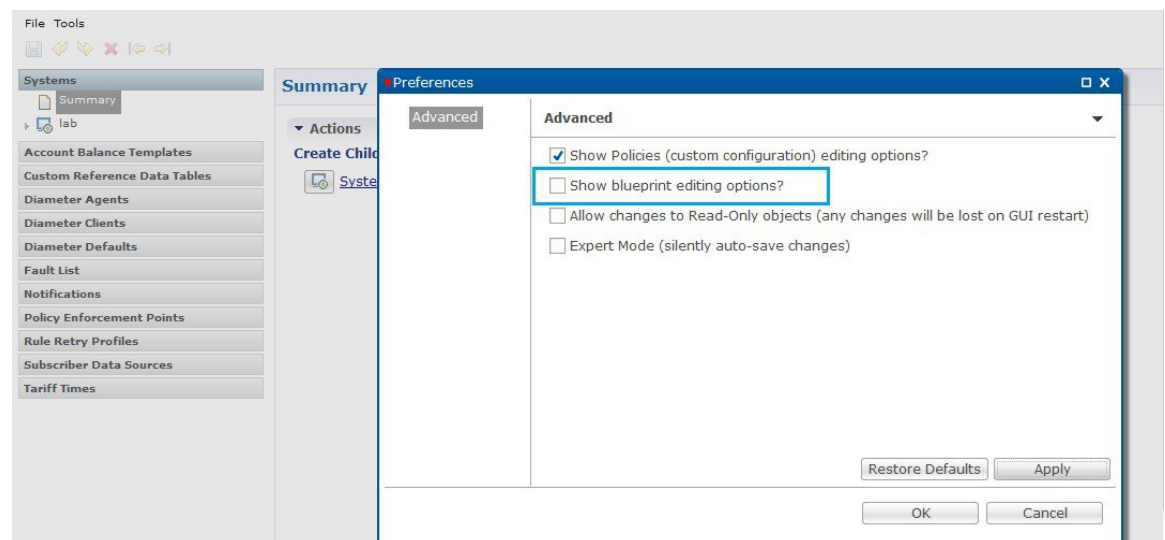 File Tools
Systems
Summary
lab
Account Balance Templates
Custom Reference Data Tables
Diameter Agents
Diameter Clients
Diameter Defaults
Fault List
Notifications
Policy Enforcement Points
Rule Retry Profiles
Subscriber Data Sources
Tariff Times
Summary
Actions
Create Child
Syste
Preferences
Advanced
Advanced
Show Policies (custom configuration) editing options?
Show blueprint editing options?
Allow changes to Read-Only objects (any changes will be lost on GUI restart)
Expert Mode (silently auto-save changes)
Restore Defaults Apply
OK Cancel